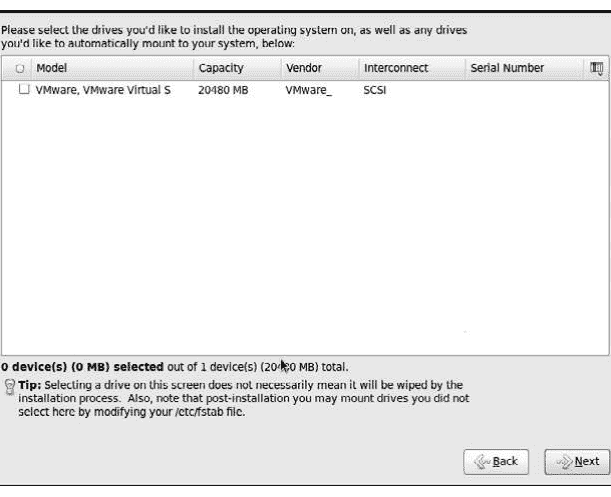 Please select the drives you'd like to install the operating system on, as well as any drives
you'd like to automatically mount to your system, below:
Model Capacity Vendor Interconnect Serial Number
VMware, VMware Virtual S 20480 MB VMware_ SCSI
0 device(s) (0 MB) selected out of 1 device(s) (20480 MB) total.
Tip: Selecting a drive on this screen does not necessarily mean it will be wiped by the
installation process. Also, note that post-installation you may mount drives you did not
select here by modifying your /etc/fstab file.
Back Next